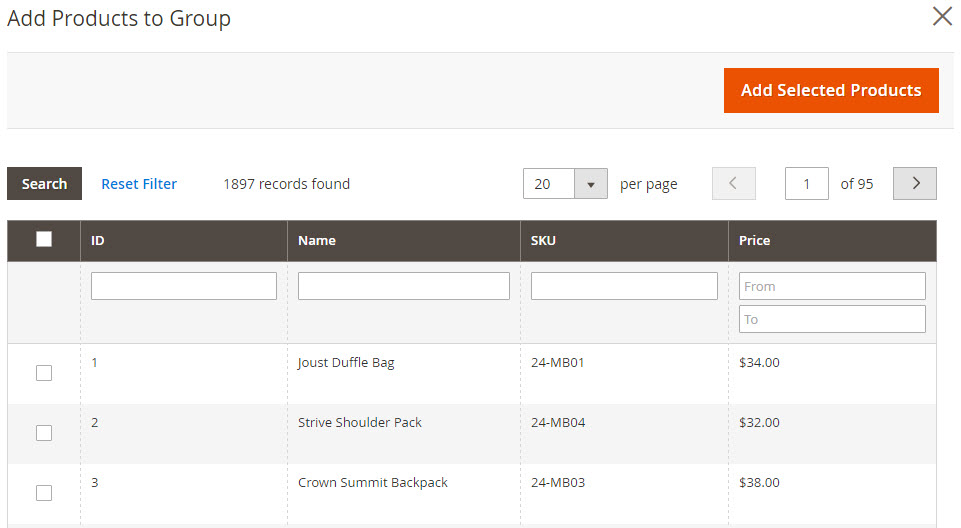 Add Products to Group
Add Selected Products
Search Reset Filter 1897 records found 20 per page 1 of 95
ID Name SKU Price
From
To
1 Joust Duffle Bag 24-MB01 $34.00
2 Strive Shoulder Pack 24-MB04 $32.00
3 Crown Summit Backpack 24-MB03 $38.00